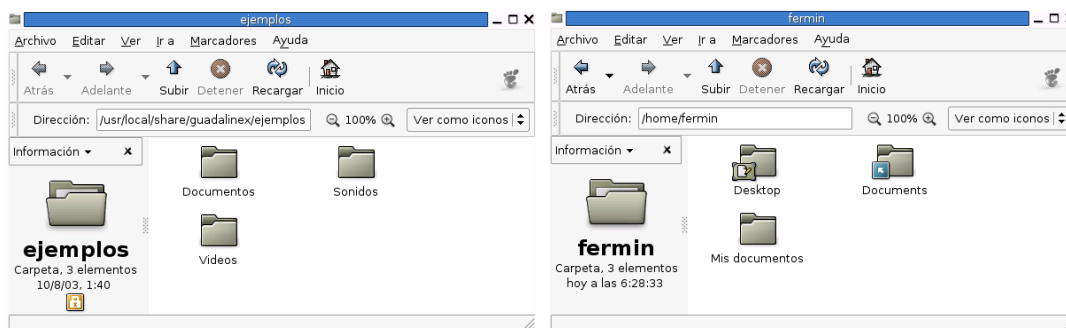 ejemplos
Archivo Editar Ver Ir a Marcadores Ayuda
Atrás Adelante Subir Detener Recargar Inicio
Dirección: /usr/local/share/guadalinex/ejemplos 100% Ver como iconos
Información
Documentos Sonidos
Videos
ejemplos
Carpeta, 3 elementos
10/8/03, 1:40
fermin
Archivo Editar Ver Ir a Marcadores Ayuda
Atrás Adelante Subir Detener Recargar Inicio
Dirección: /home/fermin 100% Ver como iconos
Información
Desktop Documents
Mis documentos
fermin
Carpeta, 3 elementos
hoy a las 6:28:33